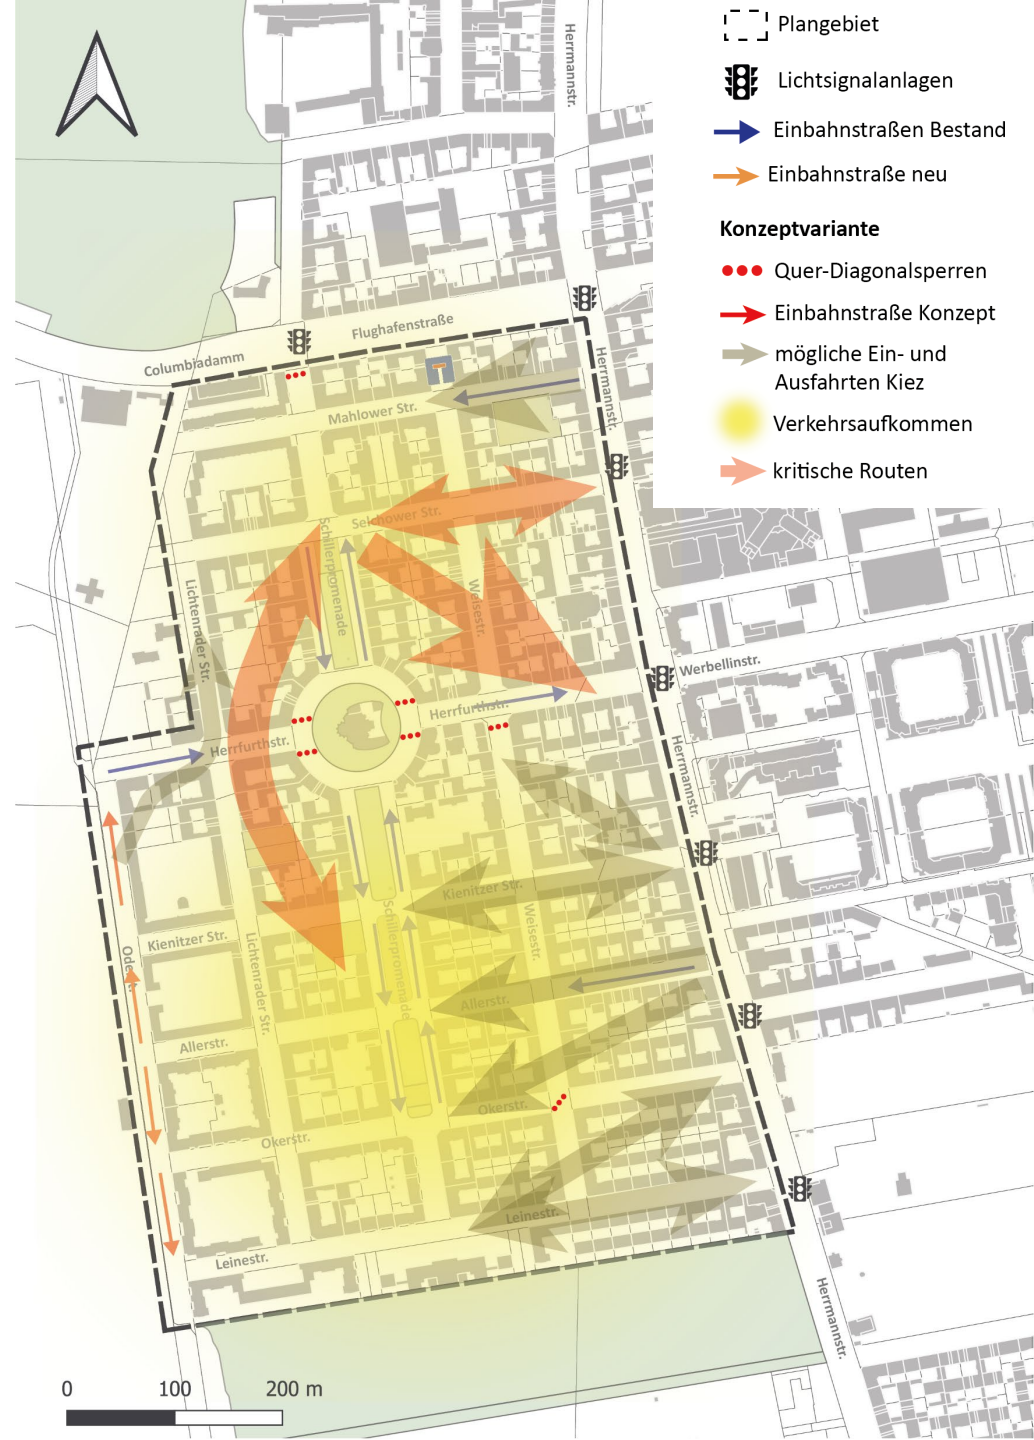 Plangebiet
Lichtsignalanlagen
Einbahnstraßen Bestand
Einbahnstraße neu
Konzeptvariante
Quer-Diagonalsperren
Einbahnstraße Konzept
mögliche Ein- und
Ausfahrten Kiez
Verkehrsaufkommen
kritische Routen
Herrmannstr.
Flughafenstraße
Columbiadamm
Herrmannstr.
Mahlower Str.
Selchower Str.
Schillerpromenade
Weisestr.
Lichtenrader Str.
Werbellinstr.
Herrfurthstr.
Herrfurthstr.
Herrmannstr.
Kienitzer Str.
Schillerpromenade
Weisestr.
Kienitzer Str.
Lichtenrader Str.
Allerstr.
Allerstr.
Okerstr.
Okerstr.
Leinestr.
Leinestr.
Herrmannstr.
0 100 200 m